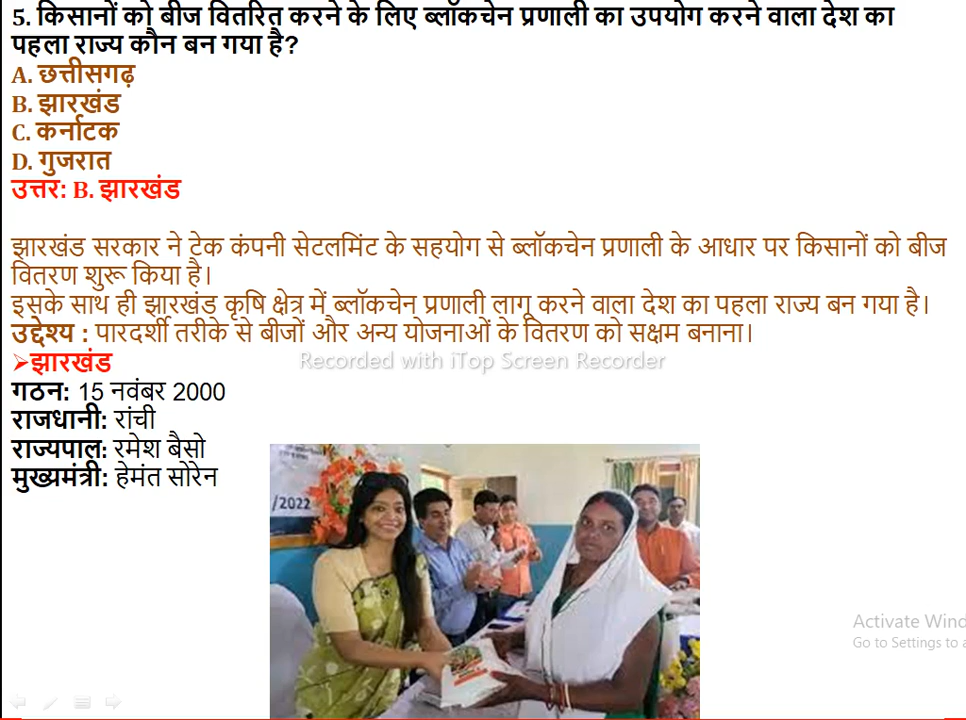 5. किसानों को बीज वितरित करने के लिए ब्लॉकचेन प्रणाली का उपयोग करने वाला देश का
पहला राज्य कौन बन गया है?
A. छत्तीसगढ़
B. झारखंड
C. कर्नाटक
D. गुजरात
उत्तर: B. झारखंड
झारखंड सरकार ने टेक कंपनी सेटलमिंट के सहयोग से ब्लॉकचेन प्रणाली के आधार पर किसानों को बीज
वितरण शुरू किया है।
इसके साथ ही झारखंड कृषि क्षेत्र में ब्लॉकचेन प्रणाली लागू करने वाला देश का पहला राज्य बन गया है।
उद्देश्य : पारदर्शी तरीके से बीजों और अन्य योजनाओं के वितरण को सक्षम बनाना।
➢झारखंड
Recorded with iTop Screen Recorder
गठन: 15 नवंबर 2000
राजधानी: रांची
राज्यपाल: रमेश बैसो
मुख्यमंत्री: हेमंत सोरेन
/2022
Activate Wind
Go to Settings to a